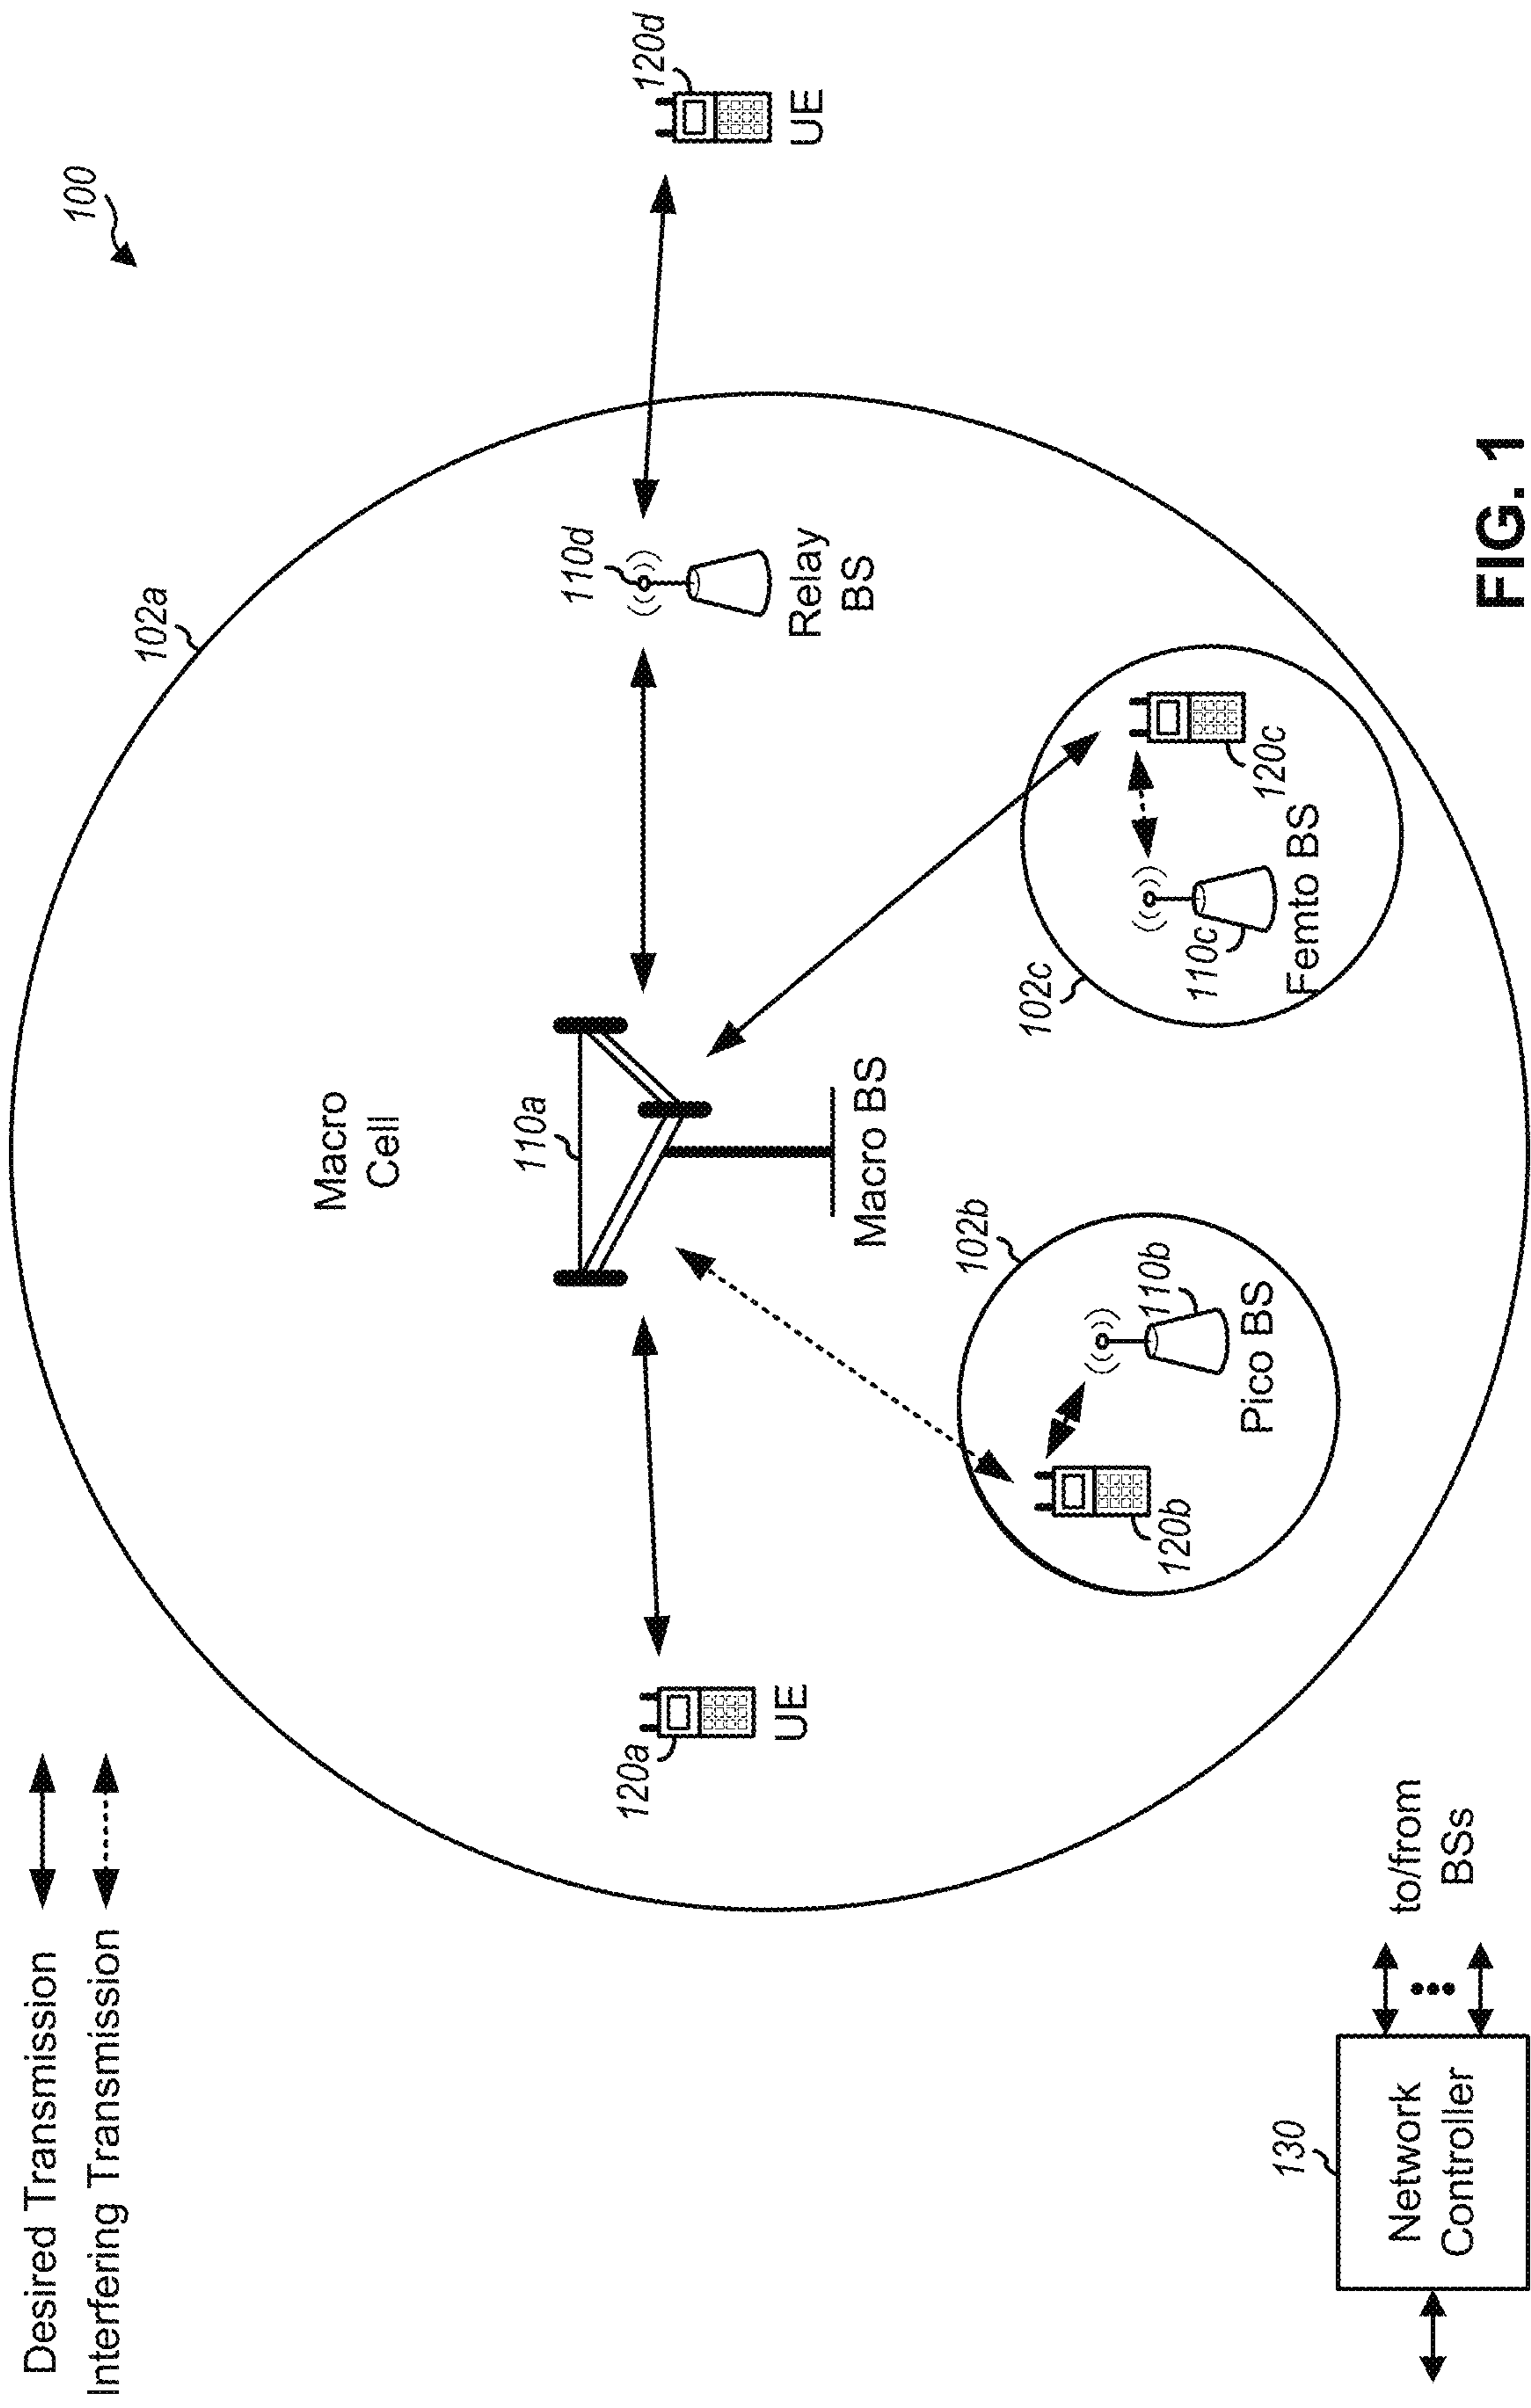 Desired Transmission
Interfering Transmission
100
102a
Macro
Cell
110a
110d
120d
120a
UE
Macro BS
Relay
BS
UE
102b
110b
Pico BS
120b
102c
110c
Femto BS
120c
130
Network
Controller
to/from
BSs
FIG. 1